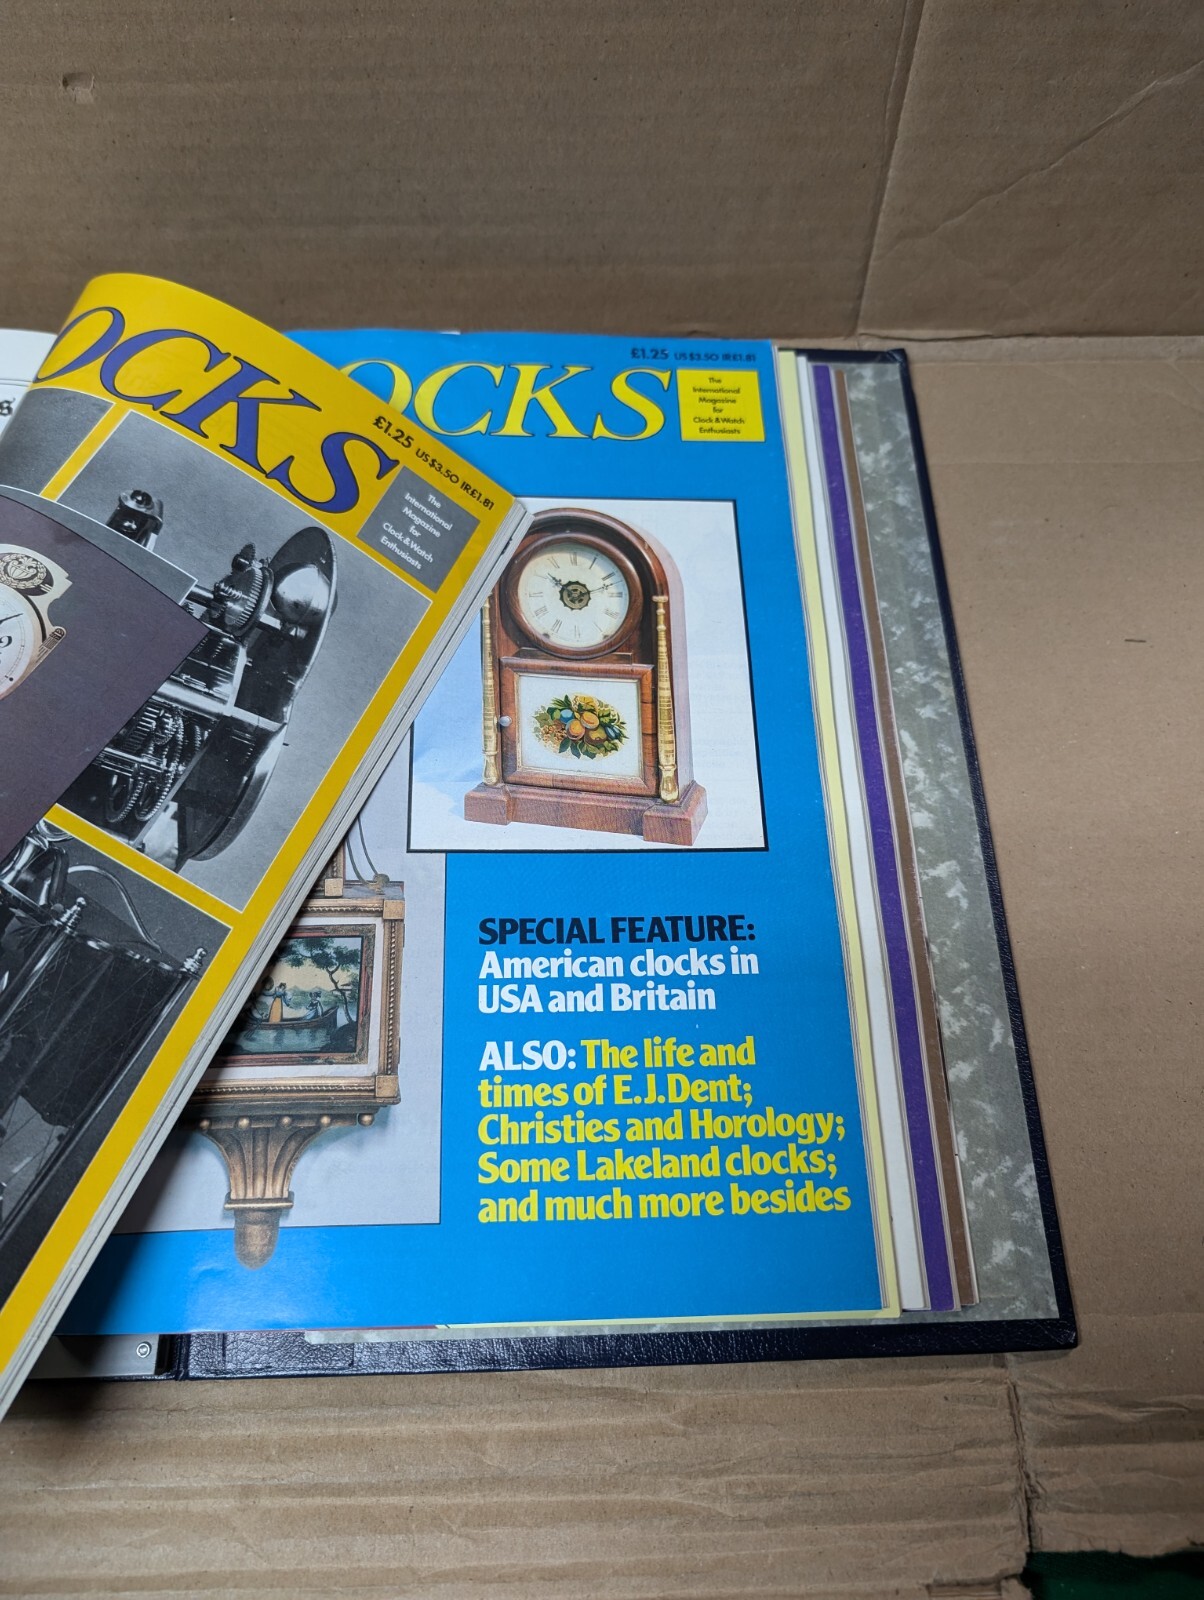 OCKS
£1.25 US$3.50 IR£1.81
The
International
Magazine
for
Clock & Watch
Enthusiasts
OCKS
£1.25 US$3.50 IR£1.81
The
International
Magazine
for
Clock & Watch
Enthusiasts
SPECIAL FEATURE:
American clocks in
USA and Britain
ALSO: The life and
times of E.J.Dent;
Christies and Horology;
Some Lakeland clocks;
and much more besides